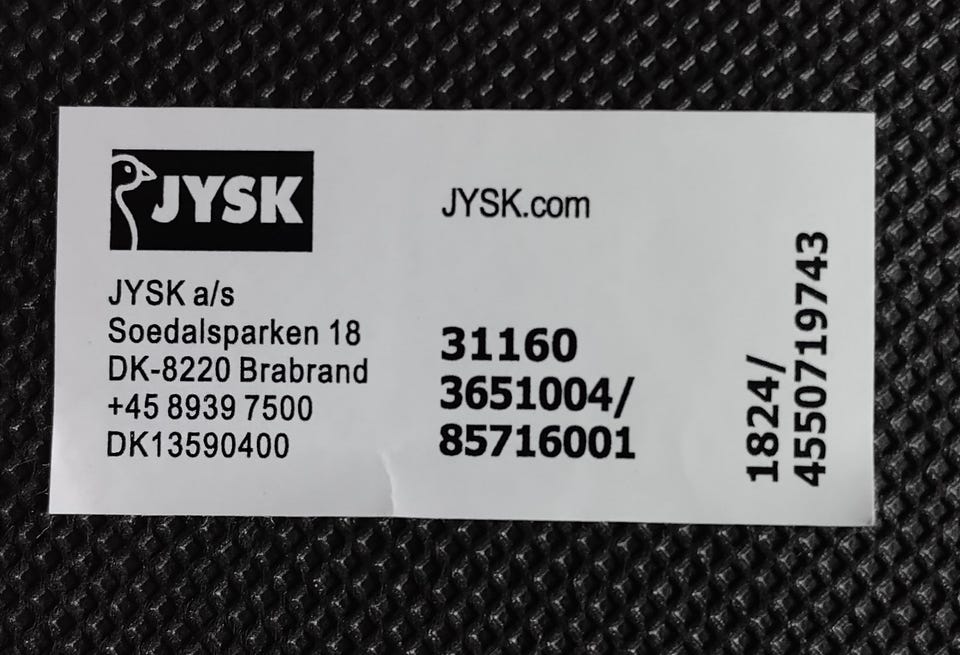 JYSK
JYSK.com
JYSK a/s
Soedalsparken 18
DK-8220 Brabrand
+45 8939 7500
DK13590400
31160
3651004/
85716001
1824/
4550719743